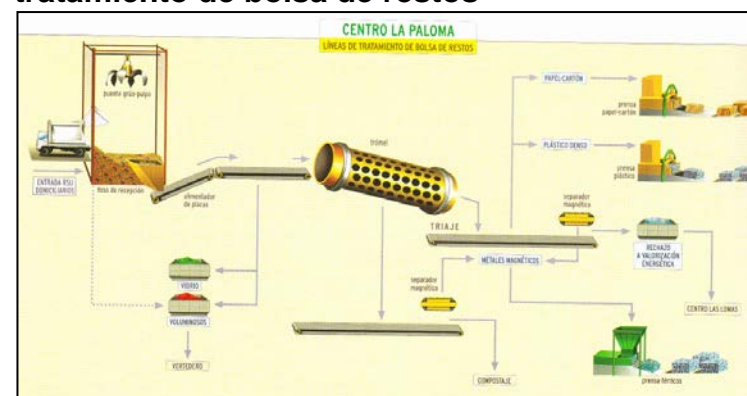 tratamiento de bolsa de restos
CENTRO LA PALOMA
LÍNEAS DE TRATAMIENTO DE BOLSA DE RESTOS
puente grúa-pulpo
PAPEL-CARTÓN
prensa
papel-cartón
trómel
PLÁSTICO DENSO
prensa
plástico
ENTRADA RSU
DOMICILIARIOS
foso de recepción
alimentador
de placas
separador
magnético
TRIAJE
METALES MAGNÉTICOS
RECHAZO
A VALORIZACIÓN
ENERGÉTICA
VIDRIO
separador
magnético
CENTRO LAS LOMAS
VOLUMINOSOS
VERTEDERO
COMPOSTAJE
prensa férricos